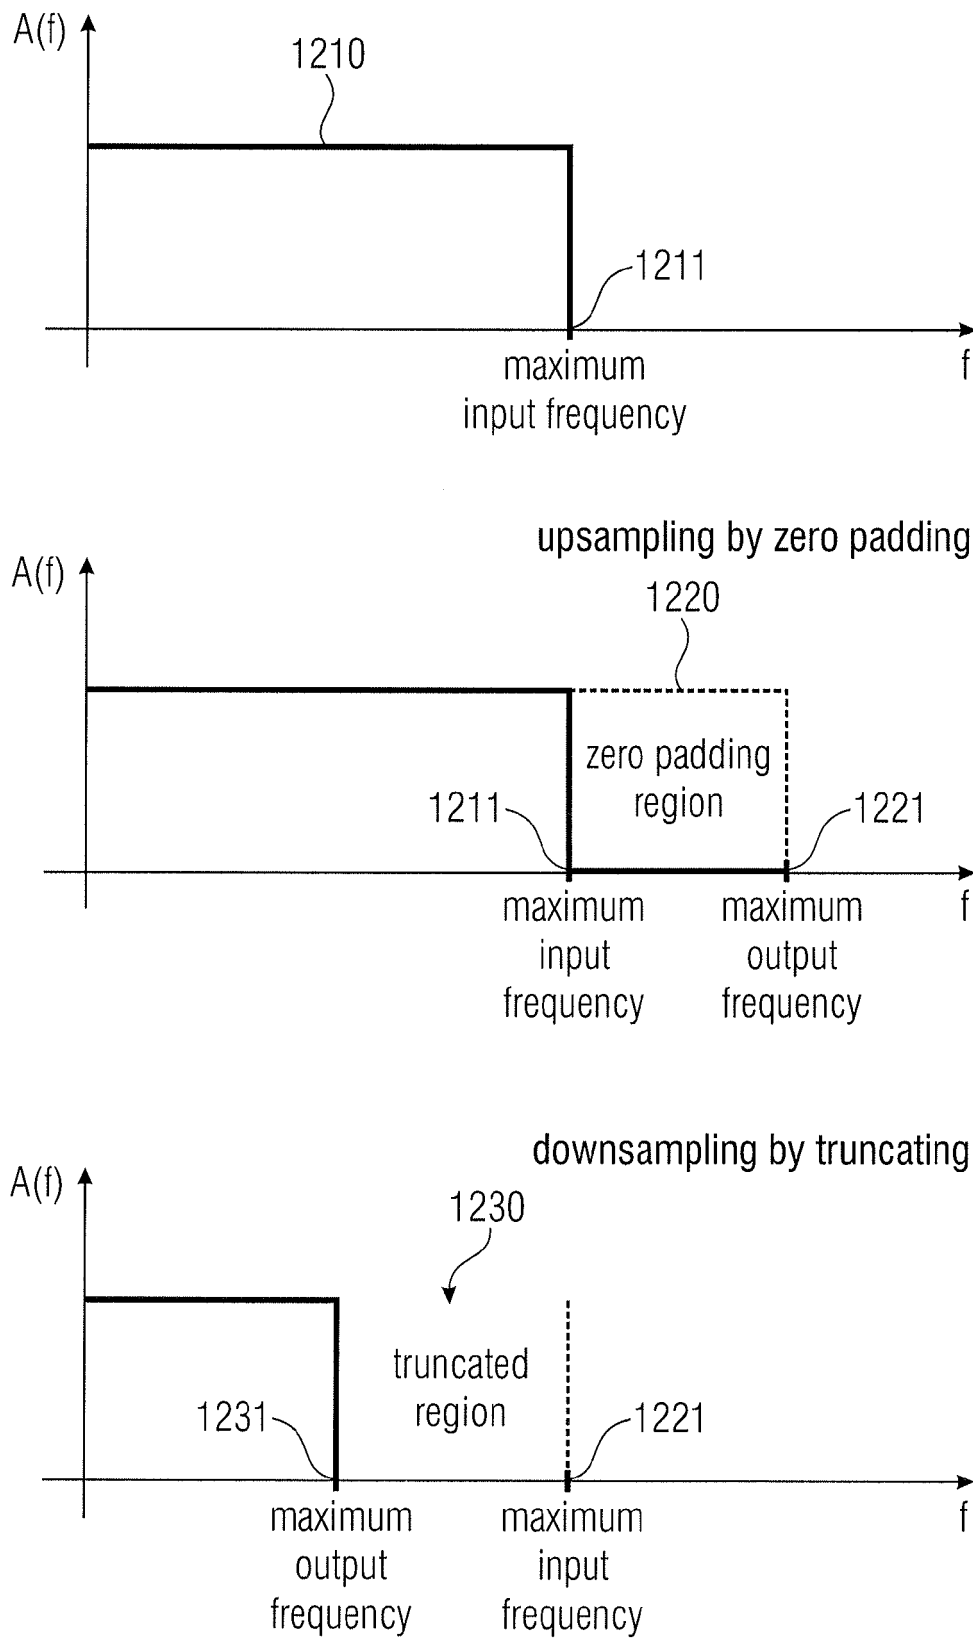 A(f)
1210
1211
maximum
input frequency
f
upsampling by zero padding
A(f)
1220
zero padding
region
1211
1221
maximum
input
frequency
maximum
output
frequency
f
downsampling by truncating
A(f)
1230
truncated
region
1231
1221
maximum
output
frequency
maximum
input
frequency
f